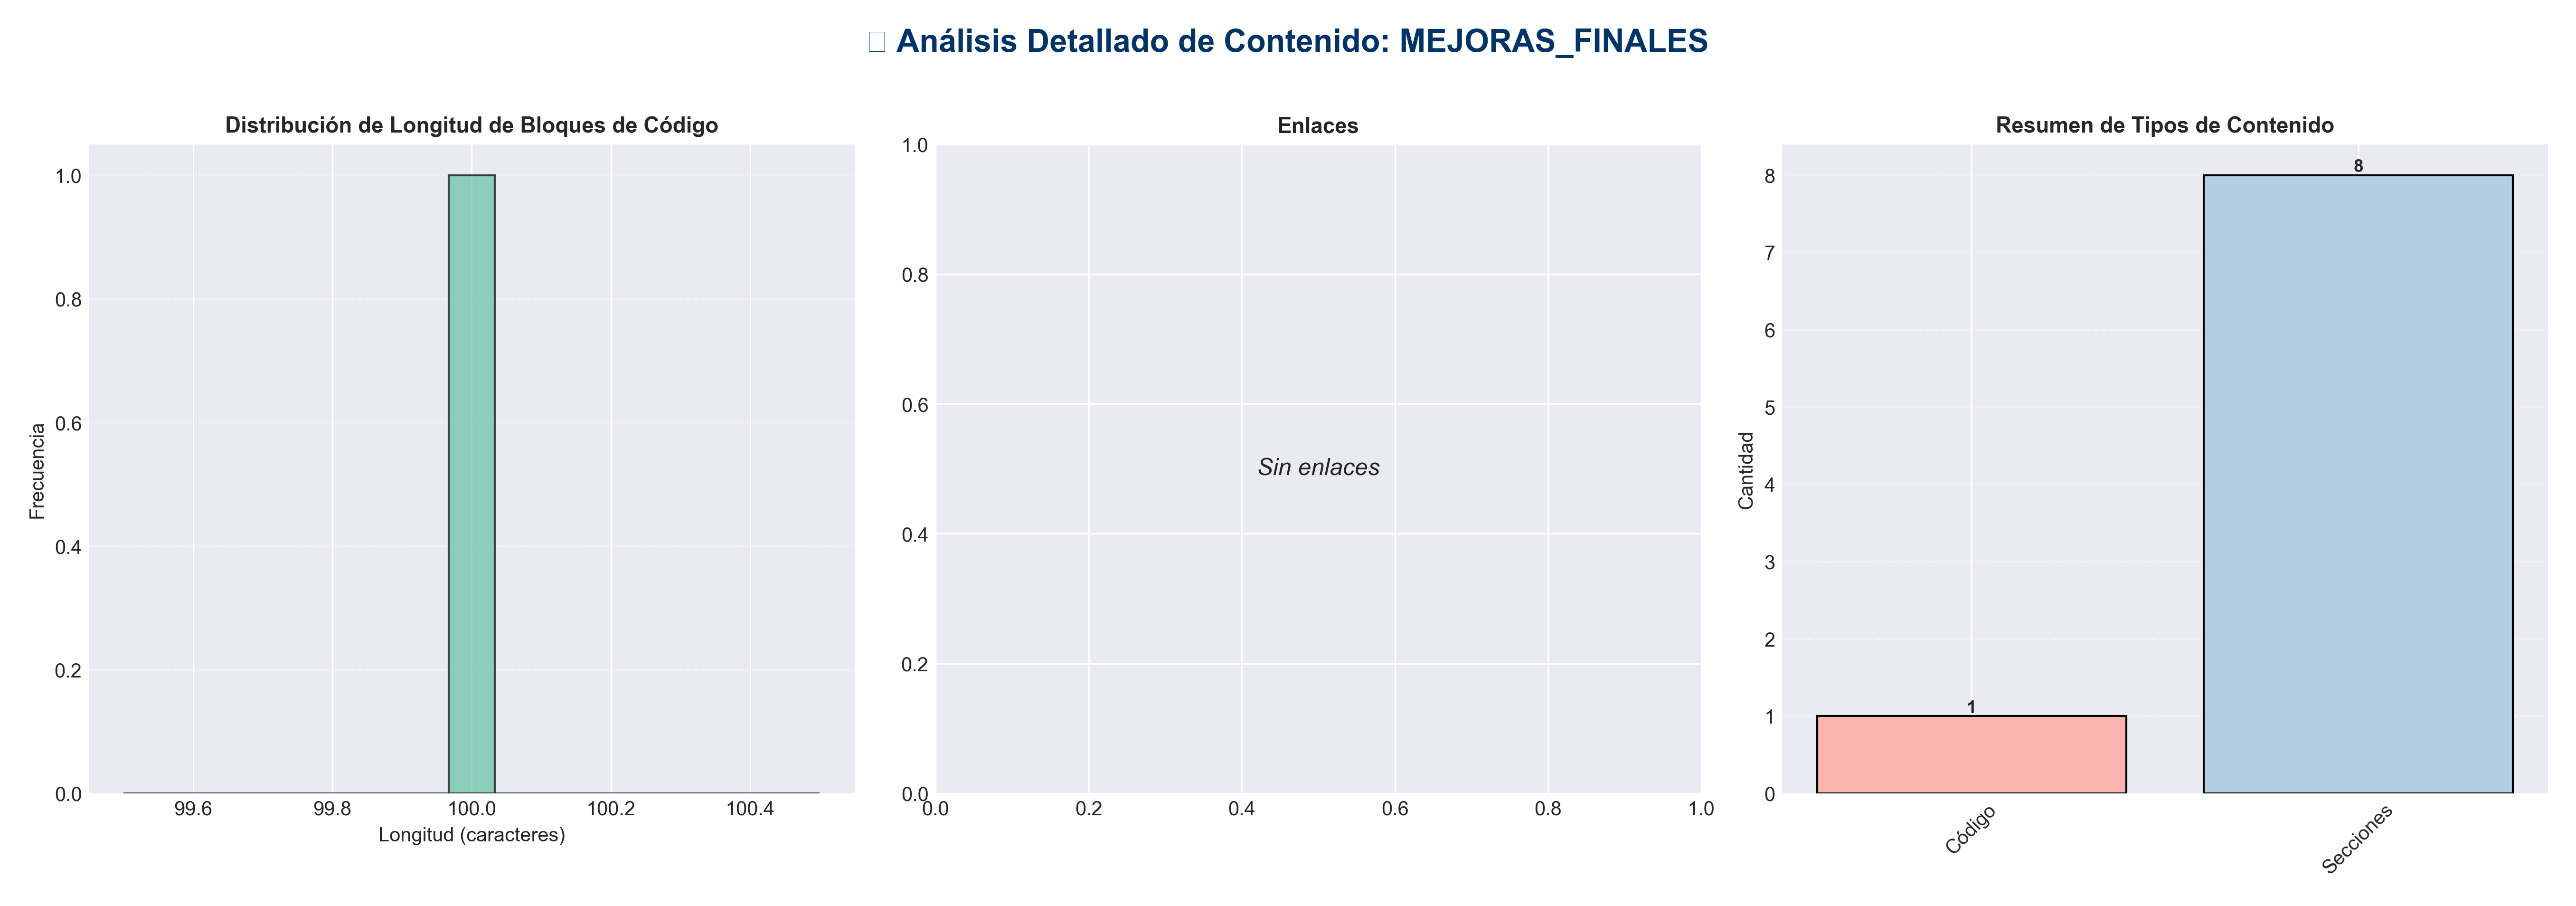 Análisis Detallado de Contenido: MEJORAS_FINALES
Distribución de Longitud de Bloques de Código
1.0
0.8
0.6
0.4
0.2
0.0
Frecuencia
99.6 99.8 100.0 100.2 100.4
Longitud (caracteres)
Enlaces
1.0
0.8
0.6
0.4
0.2
0.0
Sin enlaces
0.0 0.2 0.4 0.6 0.8 1.0
Resumen de Tipos de Contenido
8
7
6
5
4
3
2
1
0
Cantidad
1
8
Código
Secciones